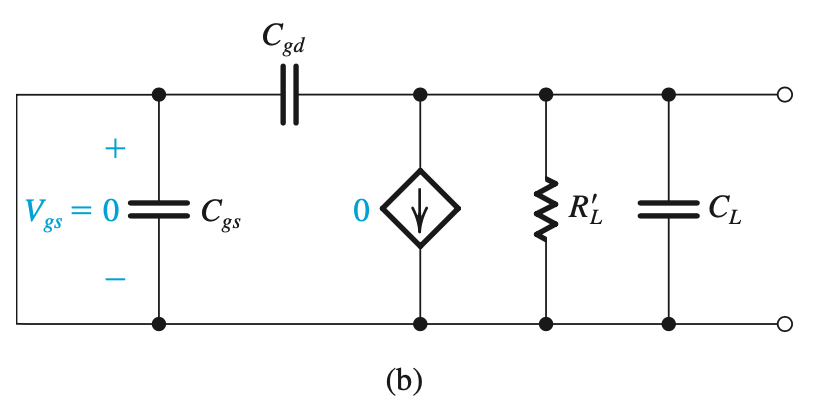 C_gd
+
V_gs = 0
C_gs
0
R'_L
C_L
−
(b)